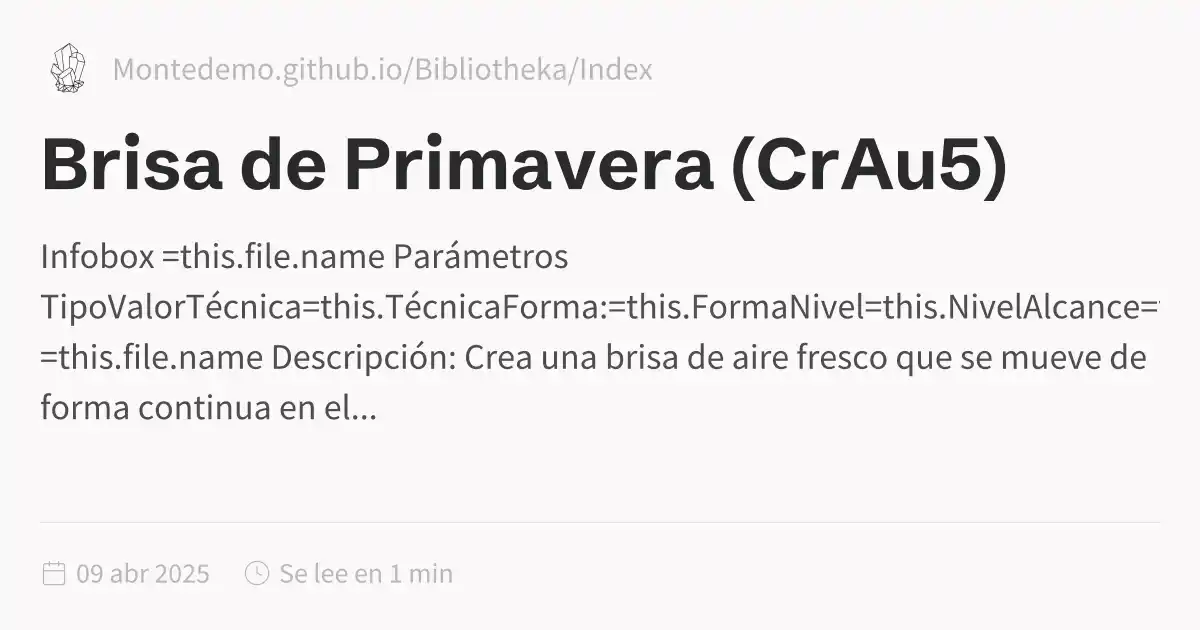 Montedemo.github.io/Bibliotheka/Index
Brisa de Primavera (CrAu5)
Infobox =this.file.name Parámetros
TipoValorTécnica=this.TécnicaForma:=this.FormaNivel=this.NivelAlcance=
=this.file.name Descripción: Crea una brisa de aire fresco que se mueve de
forma continua en el...
09 abr 2025
Se lee en 1 min